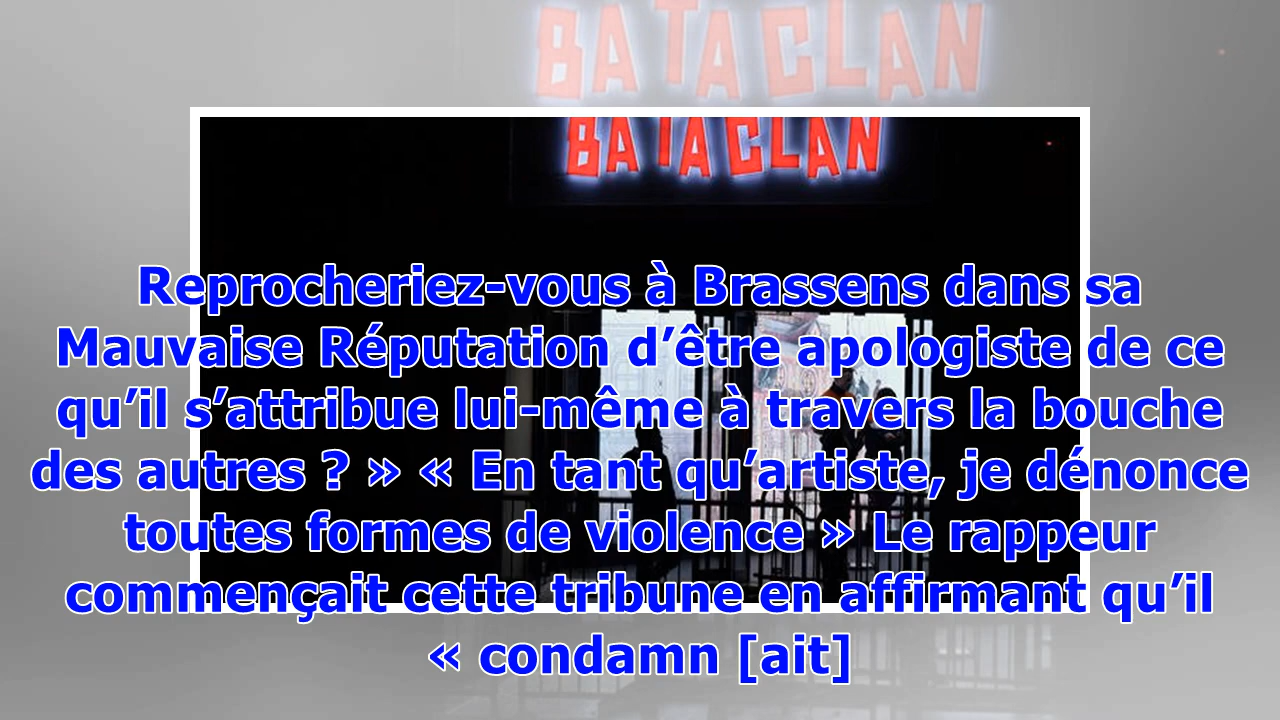 BATACLAN
BATACLAN
Reprocheriez-vous à Brassens dans sa
Mauvaise Réputation d’être apologiste de ce
qu’il s’attribue lui-même à travers la bouche
des autres ? » « En tant qu’artiste, je dénonce
toutes formes de violence » Le rappeur
commençait cette tribune en affirmant qu’il
« condamn [ait]